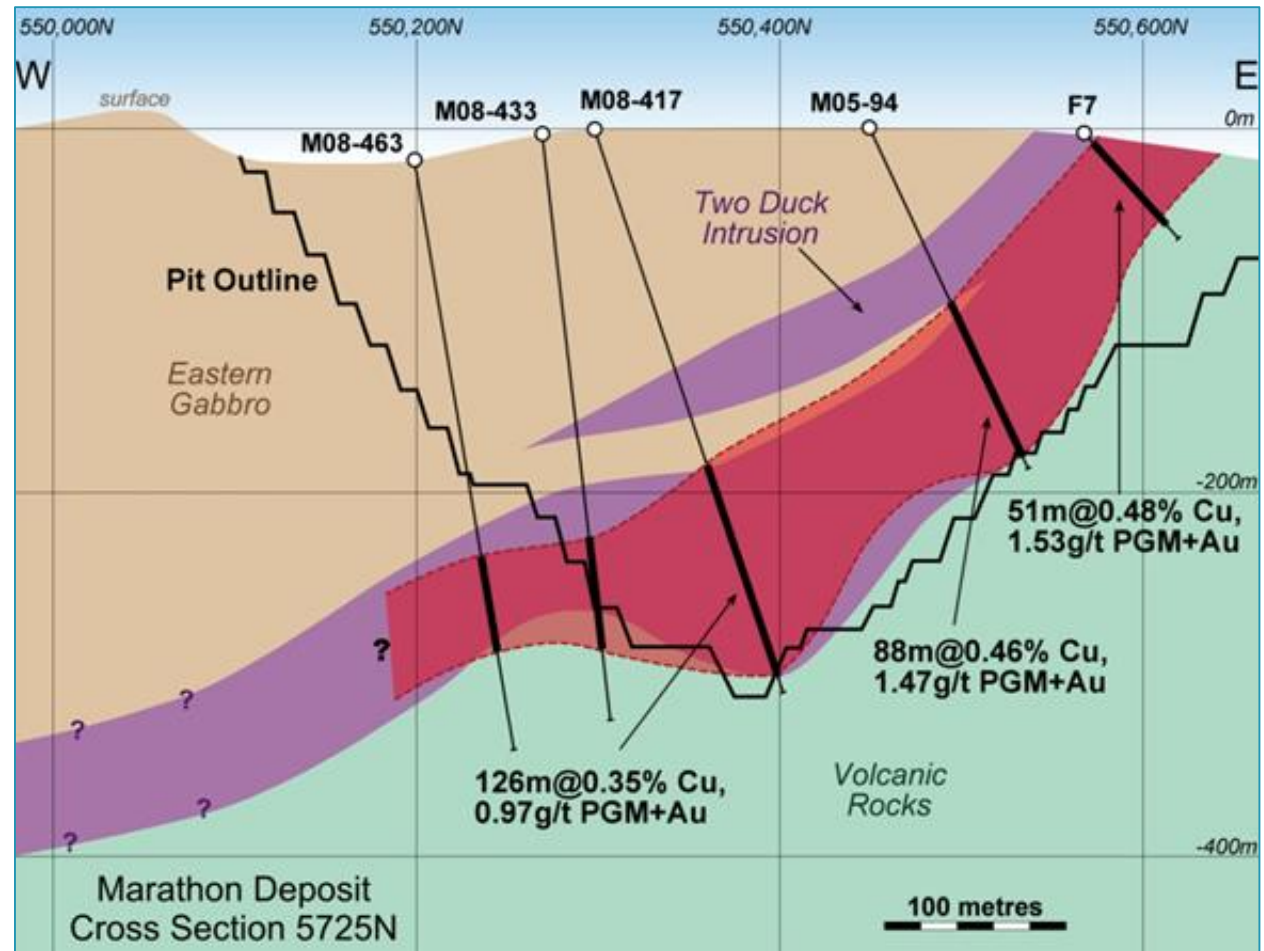 550,000N
550,200N
550,400N
550,600N
W
E
surface
M08-433
M08-417
M05-94
F7
0m
M08-463
Two Duck
Intrusion
Pit Outline
Eastern
Gabbro
-200m
51m@0.48% Cu,
1.53g/t PGM+Au
?
88m@0.46% Cu,
1.47g/t PGM+Au
?
?
126m@0.35% Cu,
0.97g/t PGM+Au
Volcanic
Rocks
?
?
-400m
Marathon Deposit
Cross Section 5725N
100 metres